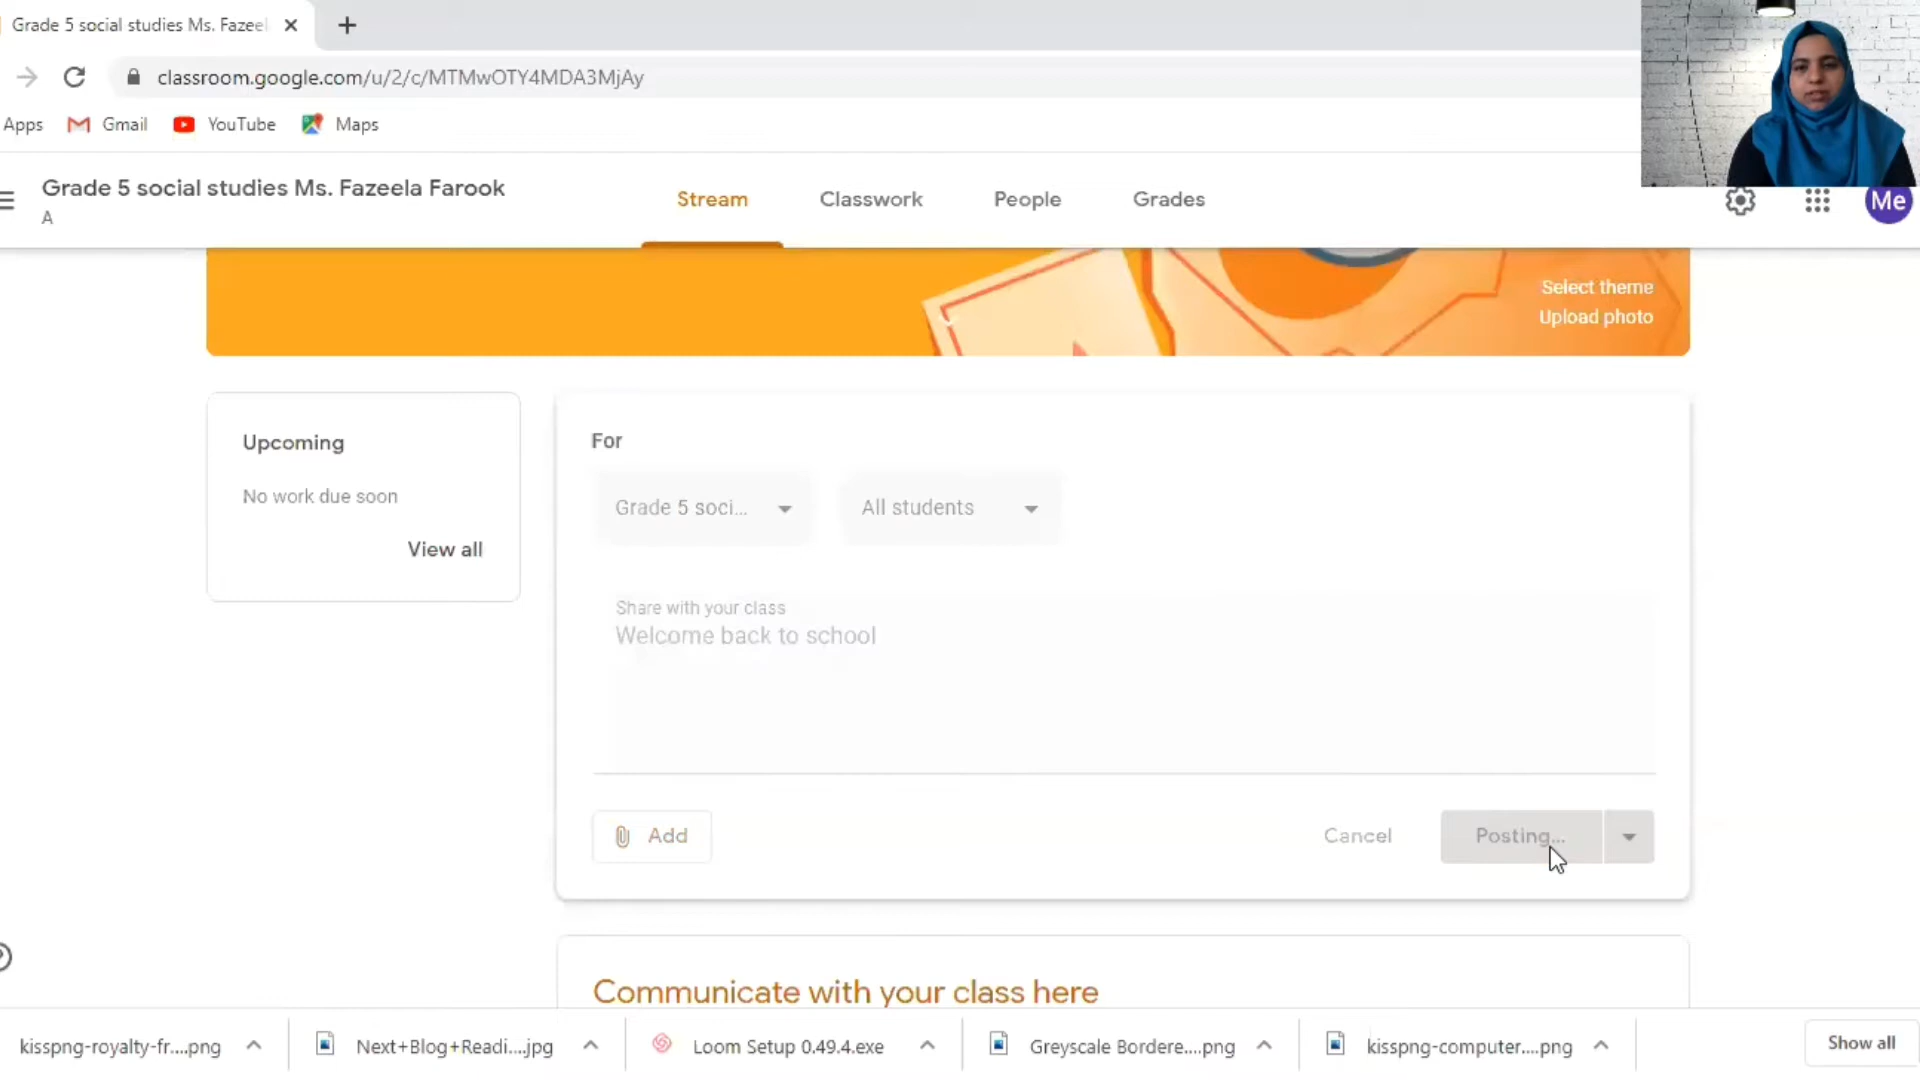 Grade 5 social studies Ms. Fazeel
classroom.google.com/u/2/c/MTMwOTY4MDA3MjAy
Apps Gmail YouTube Maps
Grade 5 social studies Ms. Fazeela Farook
A
Stream Classwork People Grades
Me
Select theme
Upload photo
Upcoming
No work due soon
View all
For
Grade 5 soci... All students
Share with your class
Welcome back to school
Add Cancel Posting...
Communicate with your class here
kisspng-royalty-fr....png Next+Blog+Readi....jpg Loom Setup 0.49.4.exe Greyscale Bordere....png kisspng-computer....png Show all